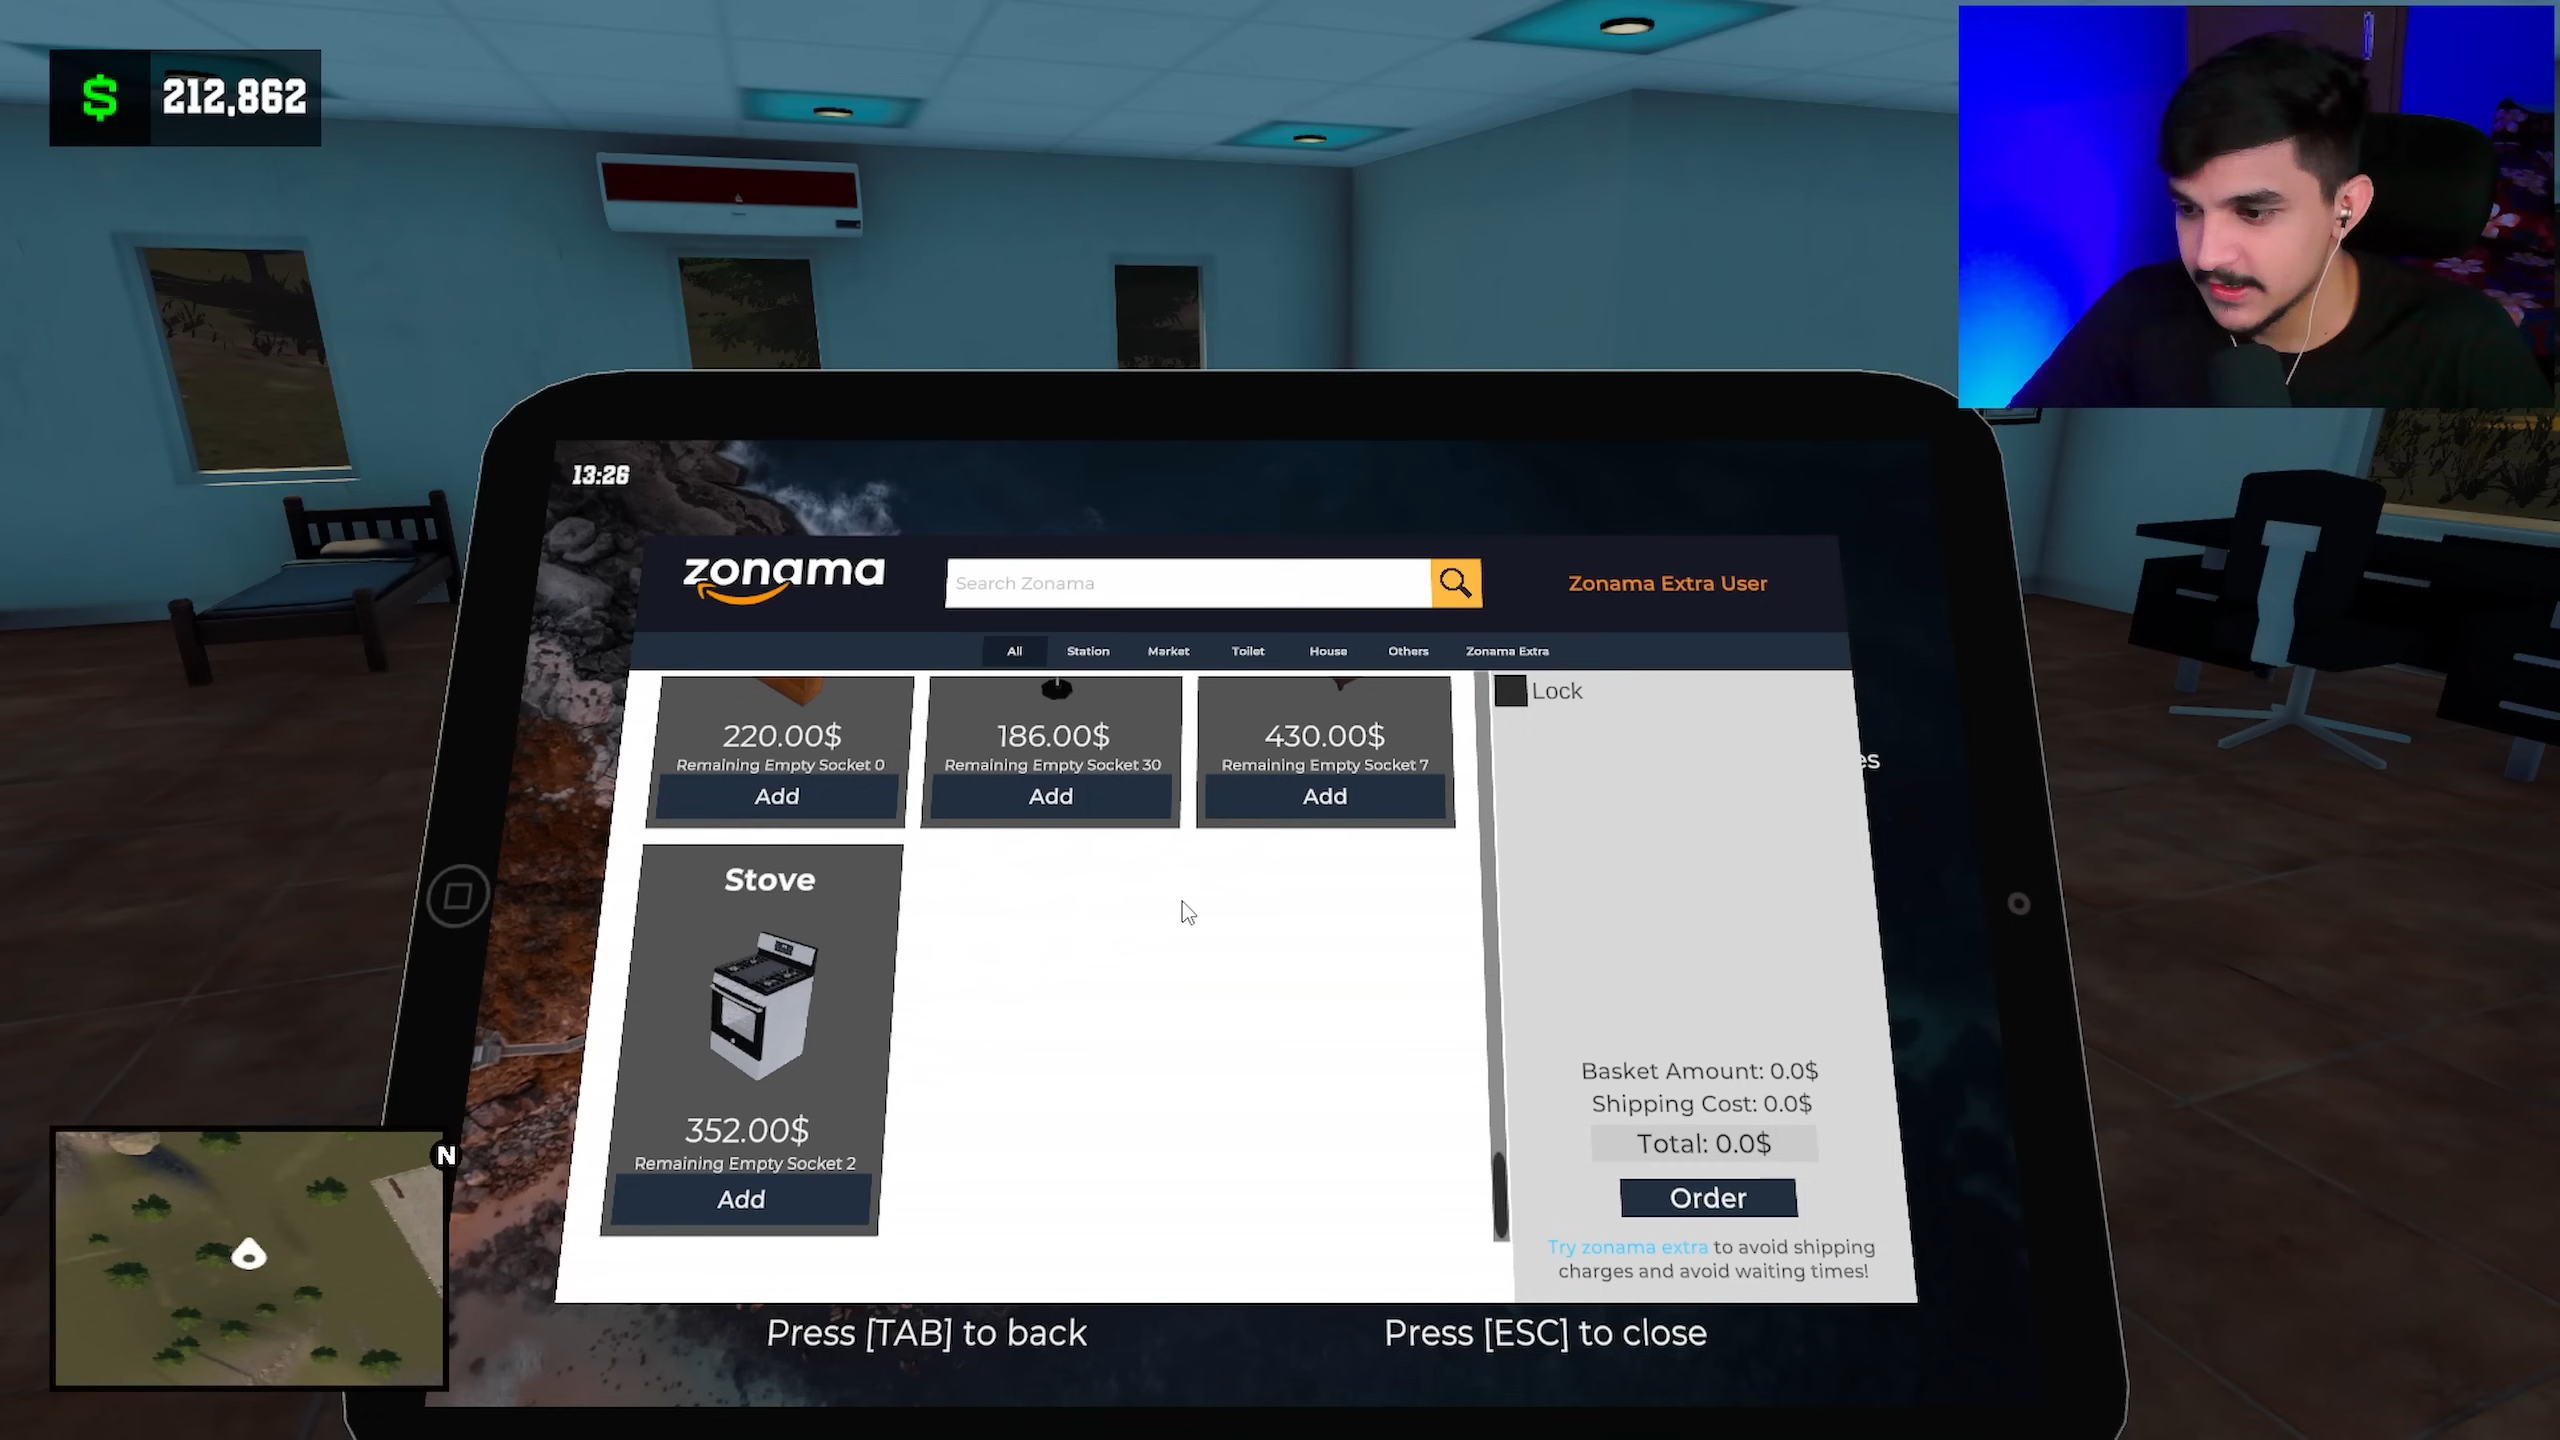 $ 212,862
13:26
zonama
Search Zonama
Zonama Extra User
All Station Market Toilet House Others Zonama Extra
220.00$
Remaining Empty Socket 0
Add
186.00$
Remaining Empty Socket 30
Add
430.00$
Remaining Empty Socket 7
Add
Lock
es
Stove
352.00$
Remaining Empty Socket 2
Add
Basket Amount: 0.0$
Shipping Cost: 0.0$
Total: 0.0$
Order
Try zonama extra to avoid shipping
charges and avoid waiting times!
N
Press [TAB] to back
Press [ESC] to close